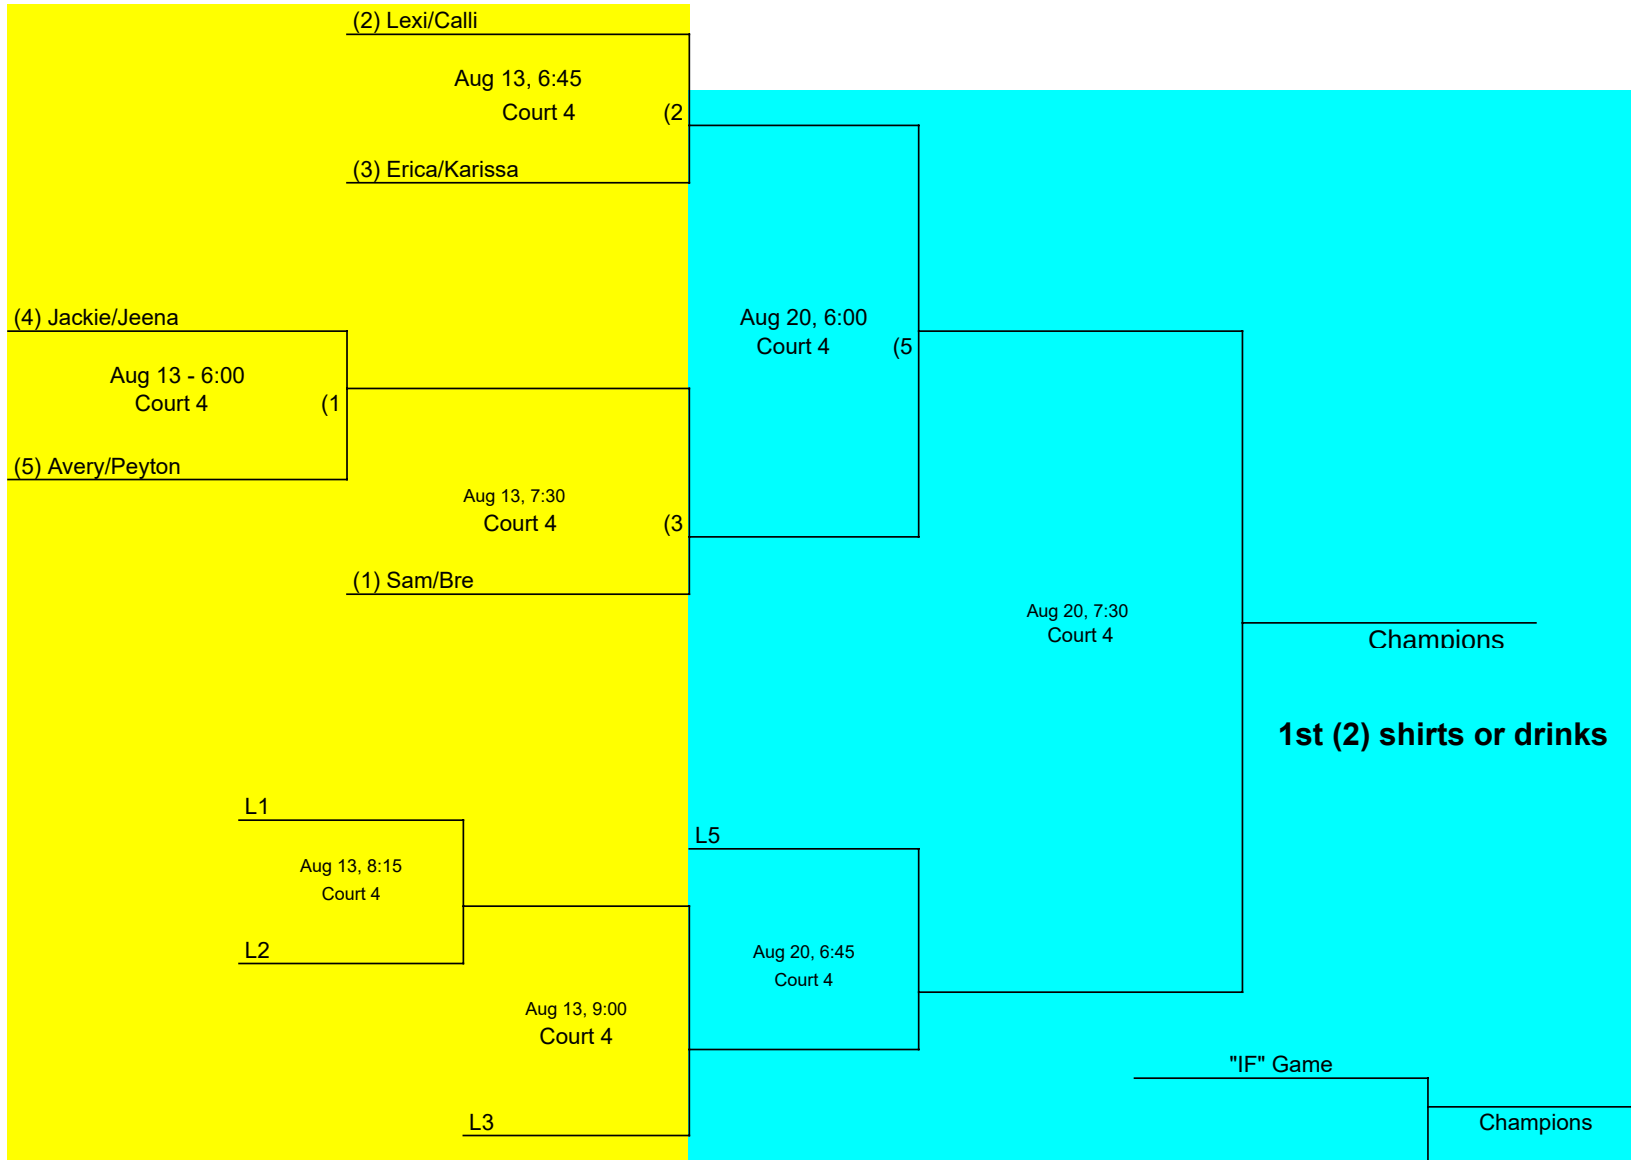 (2) Lexi/Calli
Aug 13, 6:45
Court 4 (2
(3) Erica/Karissa
(4) Jackie/Jeena
Aug 13 - 6:00
Court 4 (1
(5) Avery/Peyton
Aug 20, 6:00
Court 4 (5
Aug 13, 7:30
Court 4 (3
(1) Sam/Bre
Aug 20, 7:30
Court 4
Champions
1st (2) shirts or drinks
L1
Aug 13, 8:15
Court 4
L2
L5
Aug 20, 6:45
Court 4
Aug 13, 9:00
Court 4
L3
"IF" Game
Champions